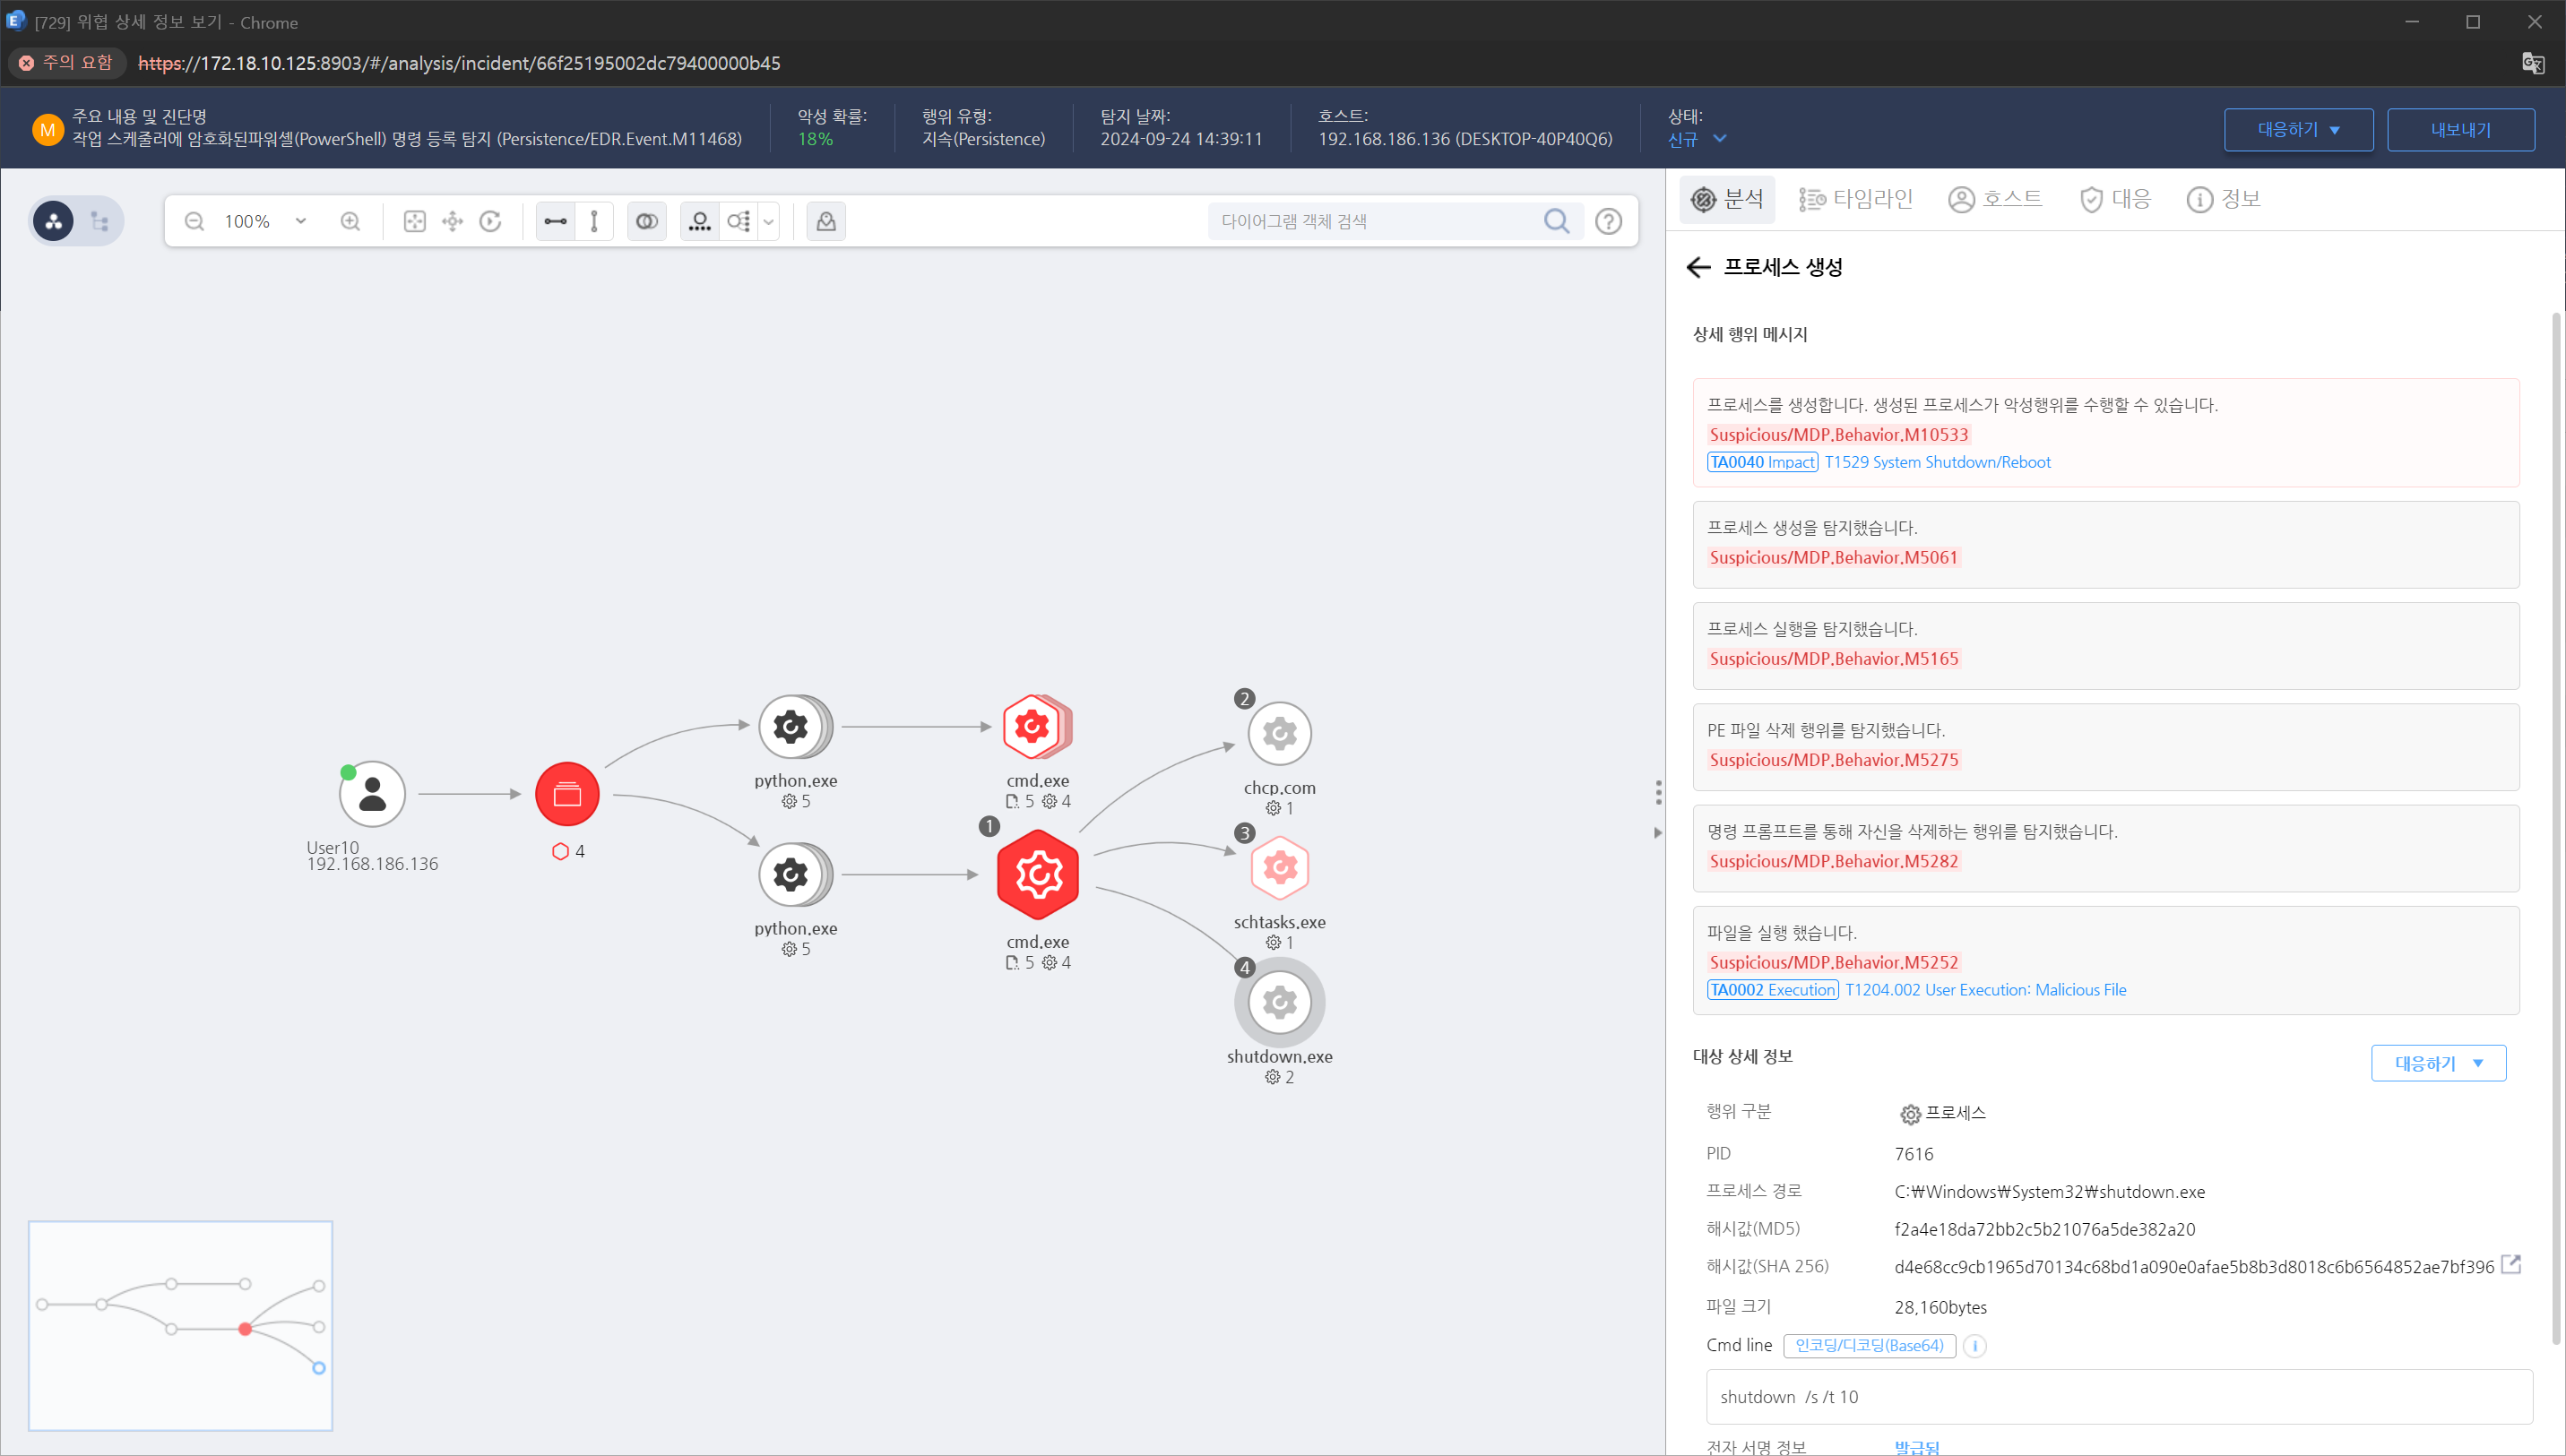 [729] 위협 상세 정보 보기 - Chrome
주의 요함 https://172.18.10.125:8903/#/analysis/incident/66f25195002dc79400000b45
M
주요 내용 및 진단명
작업 스케줄러에 암호화된파워셸(PowerShell) 명령 등록 탐지 (Persistence/EDR.Event.M11468)
악성 확률:
18%
행위 유형:
지속(Persistence)
탐지 날짜:
2024-09-24 14:39:11
호스트:
192.168.186.136 (DESKTOP-40P40Q6)
상태:
신규
대응하기 ▼
내보내기
100%
다이어그램 객체 검색
분석
타임라인
호스트
대응
정보
User10
192.168.186.136
4
python.exe
5
cmd.exe
5 4
python.exe
5
1
cmd.exe
5 4
2
chcp.com
1
3
schtasks.exe
1
4
shutdown.exe
2
프로세스 생성
상세 행위 메시지
프로세스를 생성합니다. 생성된 프로세스가 악성행위를 수행할 수 있습니다.
Suspicious/MDP.Behavior.M10533
TA0040 Impact T1529 System Shutdown/Reboot
프로세스 생성을 탐지했습니다.
Suspicious/MDP.Behavior.M5061
프로세스 실행을 탐지했습니다.
Suspicious/MDP.Behavior.M5165
PE 파일 삭제 행위를 탐지했습니다.
Suspicious/MDP.Behavior.M5275
명령 프롬프트를 통해 자신을 삭제하는 행위를 탐지했습니다.
Suspicious/MDP.Behavior.M5282
파일을 실행 했습니다.
Suspicious/MDP.Behavior.M5252
TA0002 Execution T1204.002 User Execution: Malicious File
대상 상세 정보
대응하기 ▼
행위 구분 프로세스
PID 7616
프로세스 경로 C:₩Windows₩System32₩shutdown.exe
해시값(MD5) f2a4e18da72bb2c5b21076a5de382a20
해시값(SHA 256) d4e68cc9cb1965d70134c68bd1a090e0afae5b8b3d8018c6b6564852ae7bf396
파일 크기 28,160bytes
Cmd line 인코딩/디코딩(Base64)
shutdown  /s /t 10
전자 서명 정보 발급됨